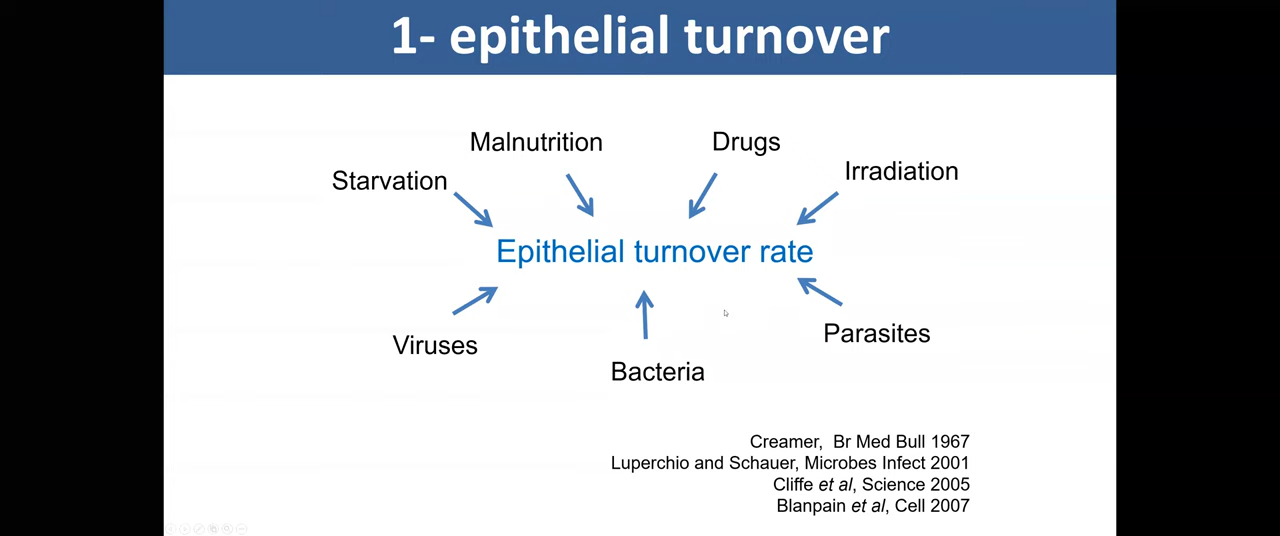 1- epithelial turnover
Malnutrition
Drugs
Starvation
Irradiation
Epithelial turnover rate
Viruses
Bacteria
Parasites
Creamer, Br Med Bull 1967
Luperchio and Schauer, Microbes Infect 2001
Cliffe et al, Science 2005
Blanpain et al, Cell 2007